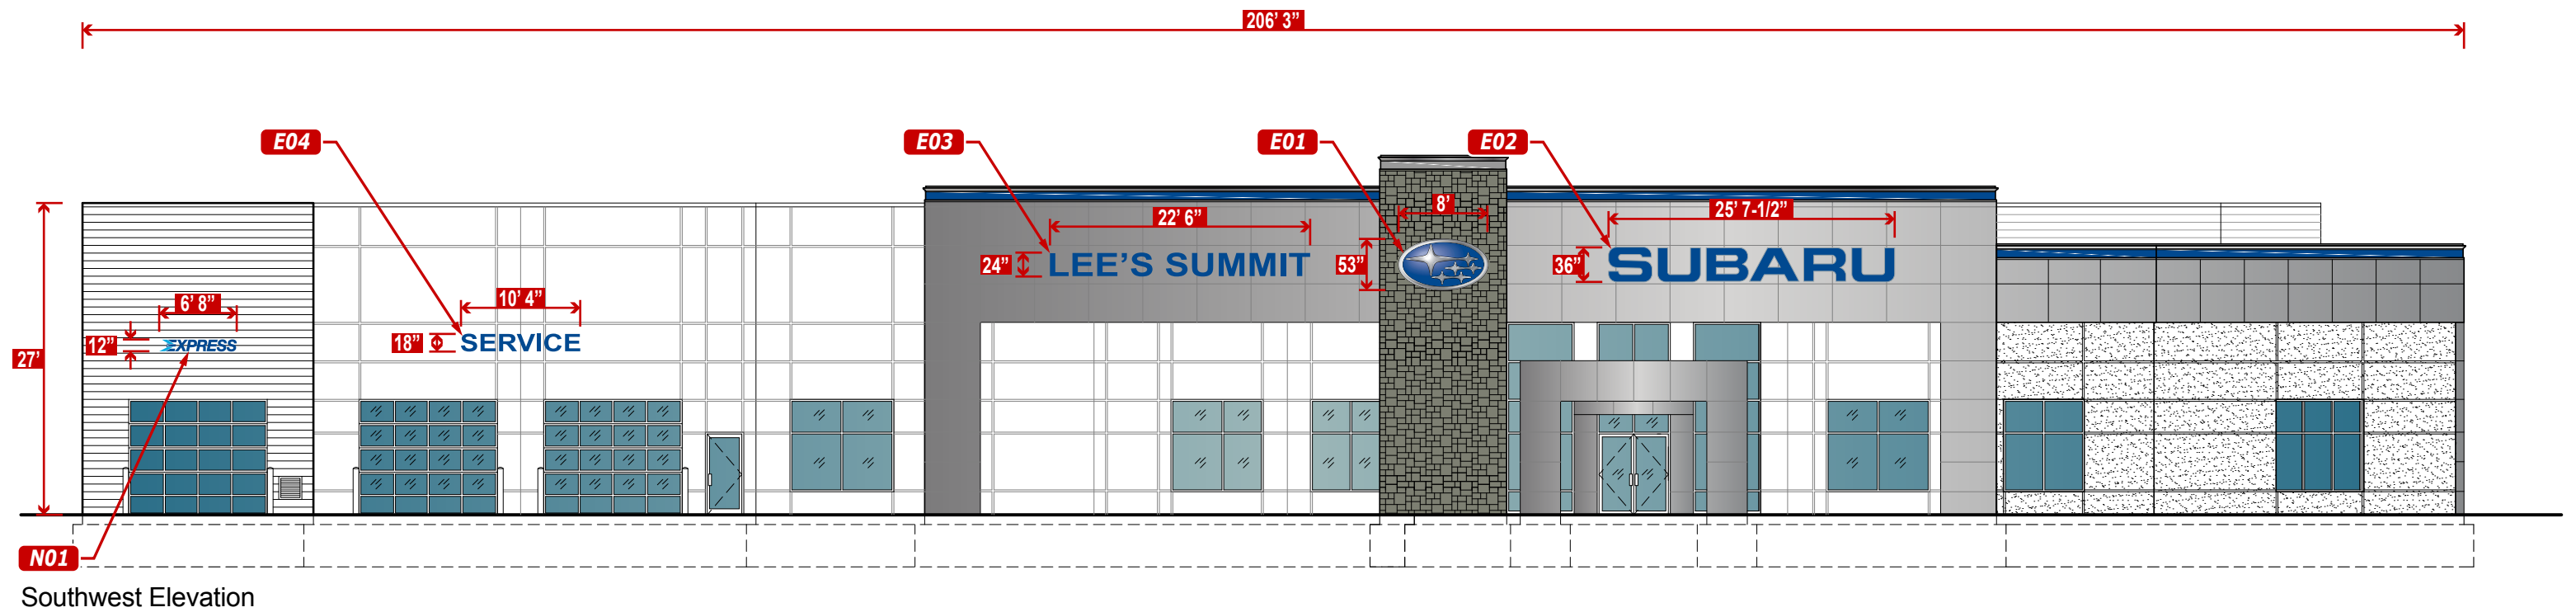 206’ 3”
E04
E03
E01
E02
8’
22’ 6”
25’ 7-1/2”
24”
LEE’S SUMMIT
53”
36”
SUBARU
6’ 8”
10’ 4”
12”
EXPRESS
18”
SERVICE
27’
N01
Southwest Elevation